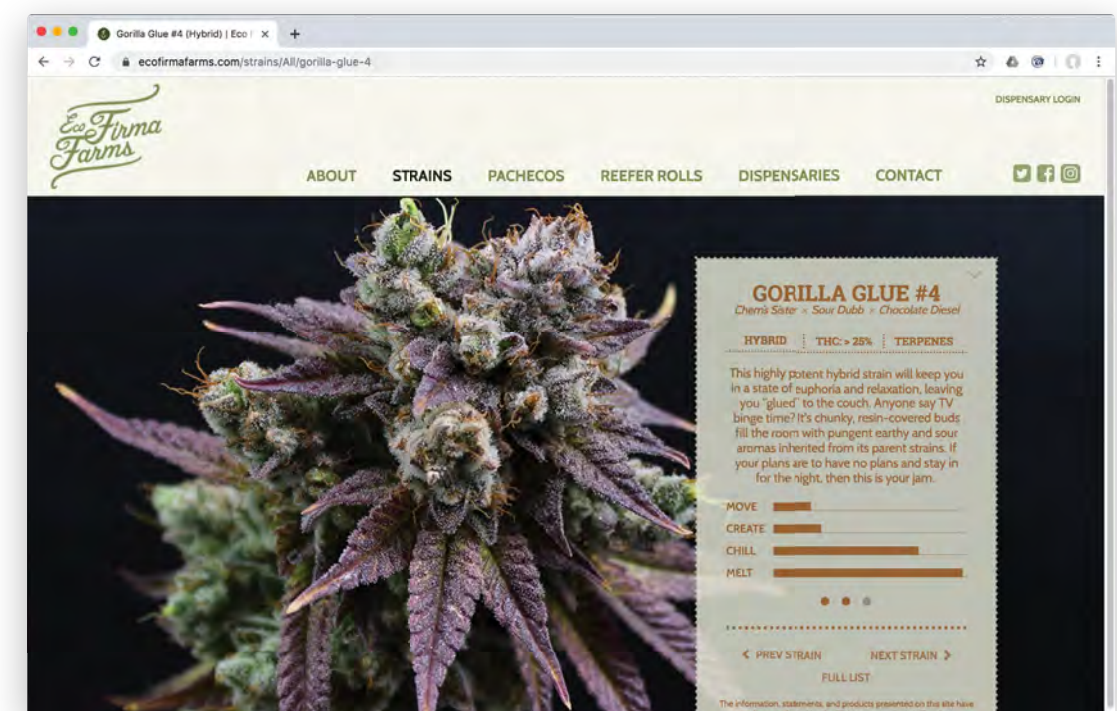 Gorilla Glue #4 (Hybrid) | Eco
ecofirmafarms.com/strains/All/gorilla-glue-4
DISPENSARY LOGIN
Eco Firma
Farms
ABOUT STRAINS PACHECOS REEFER ROLLS DISPENSARIES CONTACT
GORILLA GLUE #4
Chem's Sister × Sour Dubb × Chocolate Diesel
HYBRID THC: > 25% TERPENES
This highly potent hybrid strain will keep you
in a state of euphoria and relaxation, leaving
you "glued" to the couch. Anyone say TV
binge time? It's chunky, resin-covered buds
fill the room with pungent earthy and sour
aromas inherited from its parent strains. If
your plans are to have no plans and stay in
for the night, then this is your jam.
MOVE
CREATE
CHILL
MELT
PREV STRAIN NEXT STRAIN
FULL LIST
The information, statements, and products presented on this site have